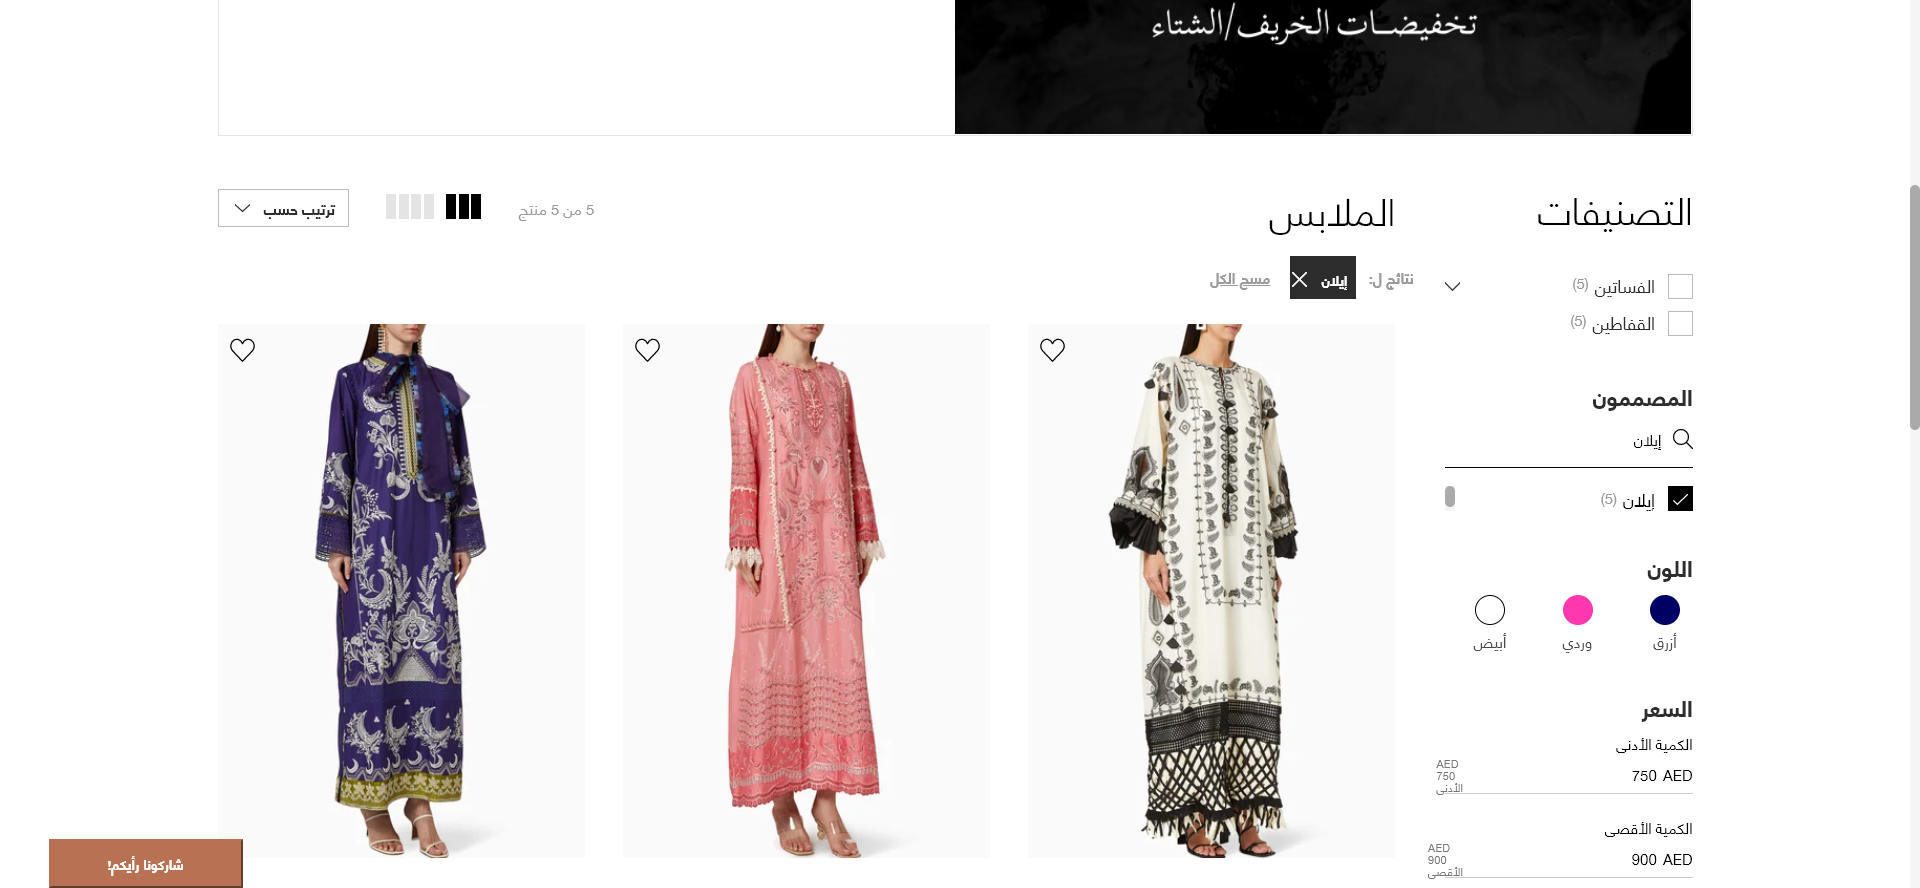 تخفيضات الخريف/الشتاء
التصنيفات
الملابس
5 من 5 منتج
ترتيب حسب
نتائج ل:
إيلان
مسح الكل
الفساتين (5)
القفاطين (5)
المصممون
إيلان
إيلان (5)
اللون
أزرق
وردي
أبيض
السعر
الكمية الأدنى
750 AED
AED
750
الأدنى
الكمية الأقصى
900 AED
AED
900
الأقصى
شاركونا رأيكم!